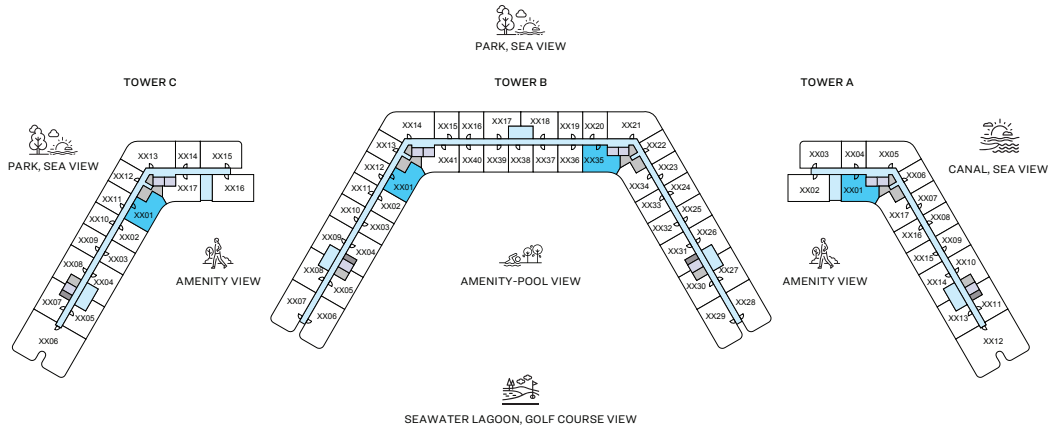 PARK, SEA VIEW
TOWER C
TOWER B
TOWER A
PARK, SEA VIEW
CANAL, SEA VIEW
XX13
XX14
XX15
XX12
XX17
XX16
XX11
XX01
XX10
XX02
XX09
XX03
XX08
XX04
XX07
XX05
XX06
AMENITY VIEW
XX14
XX15
XX16
XX17
XX18
XX19
XX20
XX21
XX13
XX41
XX40
XX39
XX38
XX37
XX36
XX35
XX22
XX12
XX01
XX34
XX23
XX11
XX02
XX33
XX24
XX10
XX03
XX32
XX25
XX09
XX04
XX31
XX26
XX08
XX05
XX30
XX27
XX07
XX06
XX29
XX28
AMENITY-POOL VIEW
XX03
XX04
XX05
XX02
XX01
XX06
XX17
XX07
XX16
XX08
XX15
XX09
XX14
XX10
XX13
XX11
XX12
AMENITY VIEW
SEAWATER LAGOON, GOLF COURSE VIEW